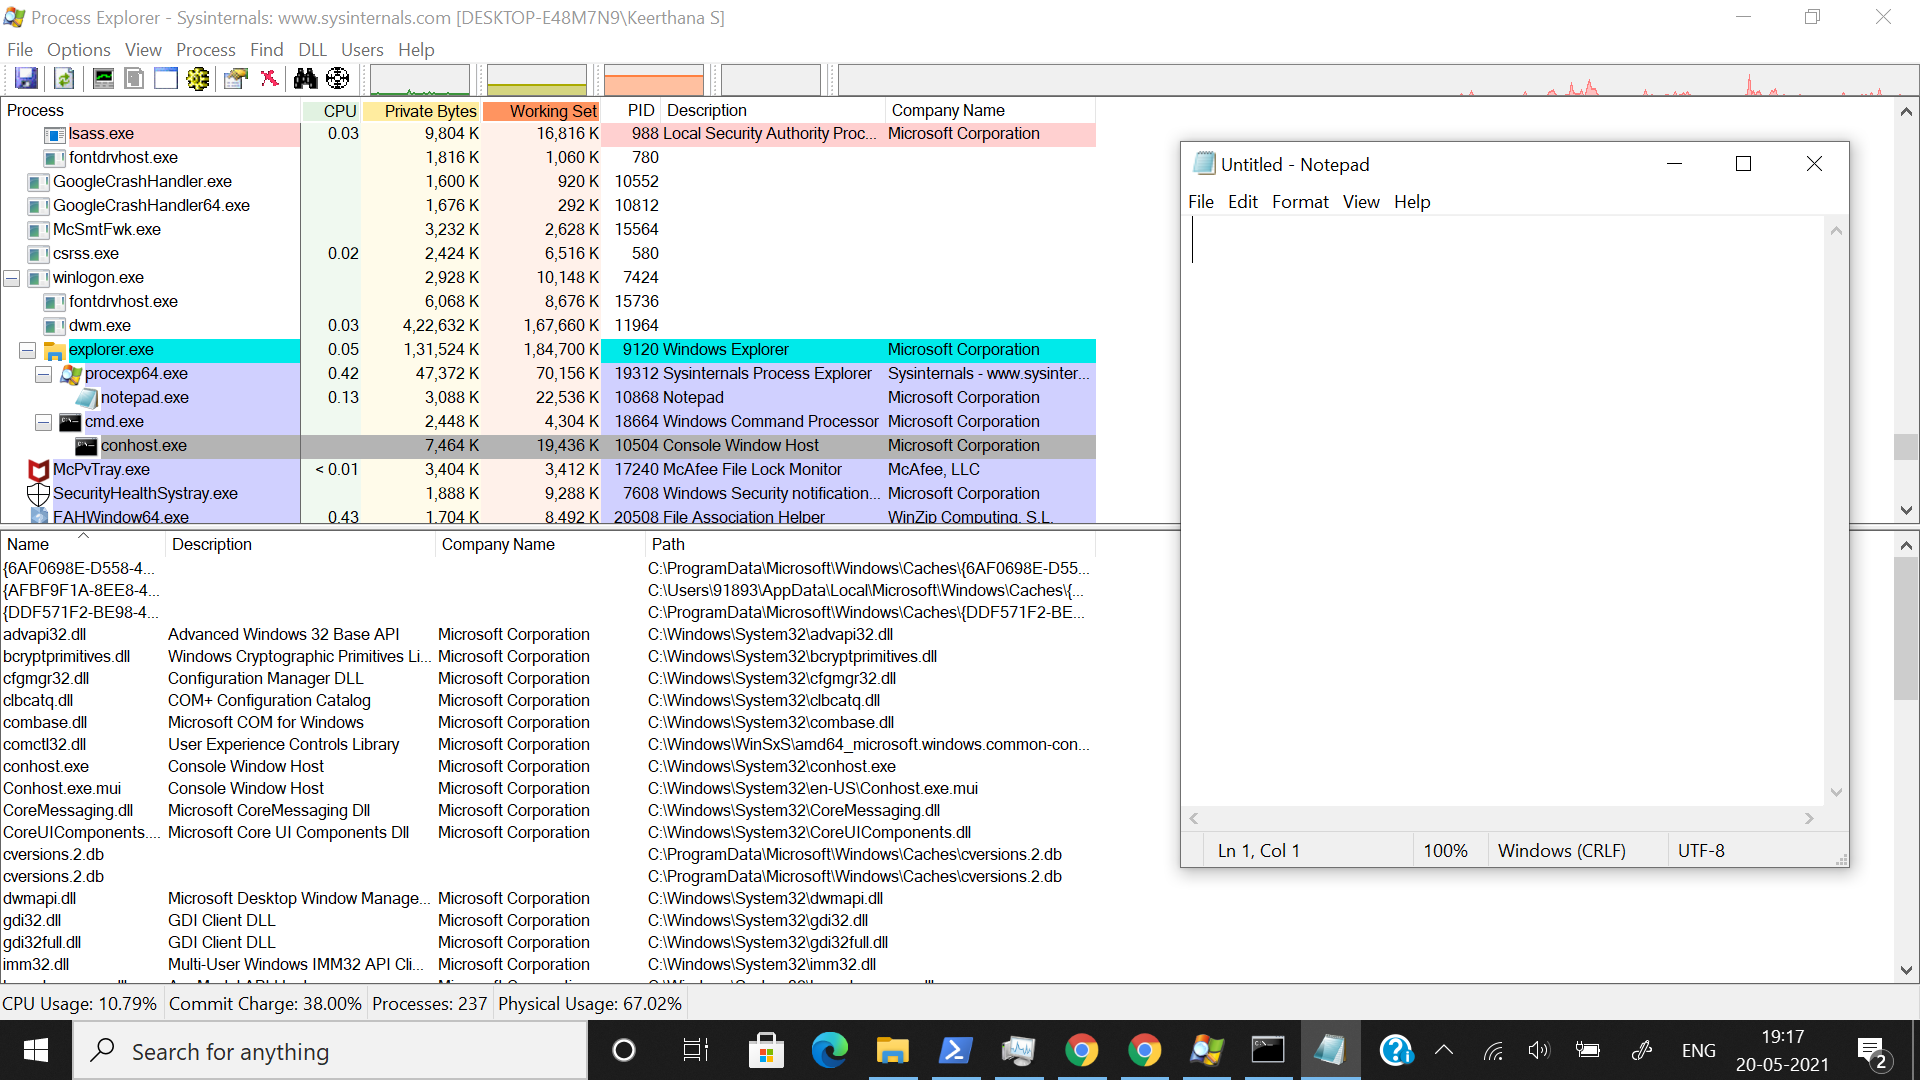 Process Explorer - Sysinternals: www.sysinternals.com [DESKTOP-E48M7N9\Keerthana S]
File Options View Process Find DLL Users Help
Process CPU Private Bytes Working Set PID Description Company Name
lsass.exe 0.03 9,804 K 16,816 K 988 Local Security Authority Proc... Microsoft Corporation
fontdrvhost.exe 1,816 K 1,060 K 780
GoogleCrashHandler.exe 1,600 K 920 K 10552
GoogleCrashHandler64.exe 1,676 K 292 K 10812
McSmtFwk.exe 3,232 K 2,628 K 15564
csrss.exe 0.02 2,424 K 6,516 K 580
winlogon.exe 2,928 K 10,148 K 7424
fontdrvhost.exe 6,068 K 8,676 K 15736
dwm.exe 0.03 4,22,632 K 1,67,660 K 11964
explorer.exe 0.05 1,31,524 K 1,84,700 K 9120 Windows Explorer Microsoft Corporation
procexp64.exe 0.42 47,372 K 70,156 K 19312 Sysinternals Process Explorer Sysinternals - www.sysinter...
notepad.exe 0.13 3,088 K 22,536 K 10868 Notepad Microsoft Corporation
cmd.exe 2,448 K 4,304 K 18664 Windows Command Processor Microsoft Corporation
conhost.exe 7,464 K 19,436 K 10504 Console Window Host Microsoft Corporation
McPvTray.exe < 0.01 3,404 K 3,412 K 17240 McAfee File Lock Monitor McAfee, LLC
SecurityHealthSystray.exe 1,888 K 9,288 K 7608 Windows Security notification... Microsoft Corporation
FAHWindow64.exe 0.43 1,704 K 8,492 K 20508 File Association Helper WinZip Computing, S.L.
Name Description Company Name Path
{6AF0698E-D558-4... C:\ProgramData\Microsoft\Windows\Caches\{6AF0698E-D55...
{AFBF9F1A-8EE8-4... C:\Users\91893\AppData\Local\Microsoft\Windows\Caches\{...
{DDF571F2-BE98-4... C:\ProgramData\Microsoft\Windows\Caches\{DDF571F2-BE...
advapi32.dll Advanced Windows 32 Base API Microsoft Corporation C:\Windows\System32\advapi32.dll
bcryptprimitives.dll Windows Cryptographic Primitives Li... Microsoft Corporation C:\Windows\System32\bcryptprimitives.dll
cfgmgr32.dll Configuration Manager DLL Microsoft Corporation C:\Windows\System32\cfgmgr32.dll
clbcatq.dll COM+ Configuration Catalog Microsoft Corporation C:\Windows\System32\clbcatq.dll
combase.dll Microsoft COM for Windows Microsoft Corporation C:\Windows\System32\combase.dll
comctl32.dll User Experience Controls Library Microsoft Corporation C:\Windows\WinSxS\amd64_microsoft.windows.common-con...
conhost.exe Console Window Host Microsoft Corporation C:\Windows\System32\conhost.exe
Conhost.exe.mui Console Window Host Microsoft Corporation C:\Windows\System32\en-US\Conhost.exe.mui
CoreMessaging.dll Microsoft CoreMessaging Dll Microsoft Corporation C:\Windows\System32\CoreMessaging.dll
CoreUIComponents.... Microsoft Core UI Components Dll Microsoft Corporation C:\Windows\System32\CoreUIComponents.dll
cversions.2.db C:\ProgramData\Microsoft\Windows\Caches\cversions.2.db
cversions.2.db C:\ProgramData\Microsoft\Windows\Caches\cversions.2.db
dwmapi.dll Microsoft Desktop Window Manage... Microsoft Corporation C:\Windows\System32\dwmapi.dll
gdi32.dll GDI Client DLL Microsoft Corporation C:\Windows\System32\gdi32.dll
gdi32full.dll GDI Client DLL Microsoft Corporation C:\Windows\System32\gdi32full.dll
imm32.dll Multi-User Windows IMM32 API Cli... Microsoft Corporation C:\Windows\System32\imm32.dll
CPU Usage: 10.79% Commit Charge: 38.00% Processes: 237 Physical Usage: 67.02%
Untitled - Notepad
File Edit Format View Help
Ln 1, Col 1 100% Windows (CRLF) UTF-8
Search for anything
ENG
19:17
20-05-2021
2